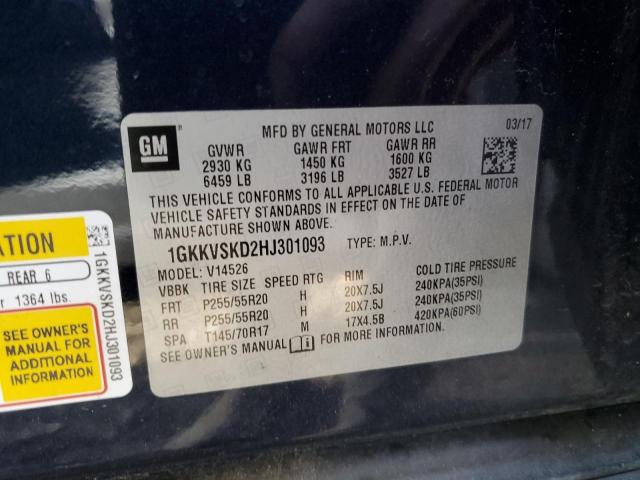 GM
MFD BY GENERAL MOTORS LLC
03/17
GVWR GAWR FRT GAWR RR
2930 KG 1450 KG 1600 KG
6459 LB 3196 LB 3527 LB
THIS VEHICLE CONFORMS TO ALL APPLICABLE U.S. FEDERAL MOTOR
VEHICLE SAFETY STANDARDS IN EFFECT ON THE DATE OF
MANUFACTURE SHOWN ABOVE.
1GKKVSKD2HJ301093 TYPE: M.P.V.
MODEL: V14526
VBBK TIRE SIZE SPEED RTG RIM COLD TIRE PRESSURE
FRT P255/55R20 H 20X7.5J 240KPA(35PSI)
RR P255/55R20 H 20X7.5J 240KPA(35PSI)
SPA T145/70R17 M 17X4.5B 420KPA(60PSI)
SEE OWNER'S MANUAL FOR MORE INFORMATION.
ATION
REAR 6
r 1364 lbs.
SEE OWNER'S
MANUAL FOR
ADDITIONAL
INFORMATION
1GKKVSKD2HJ301093